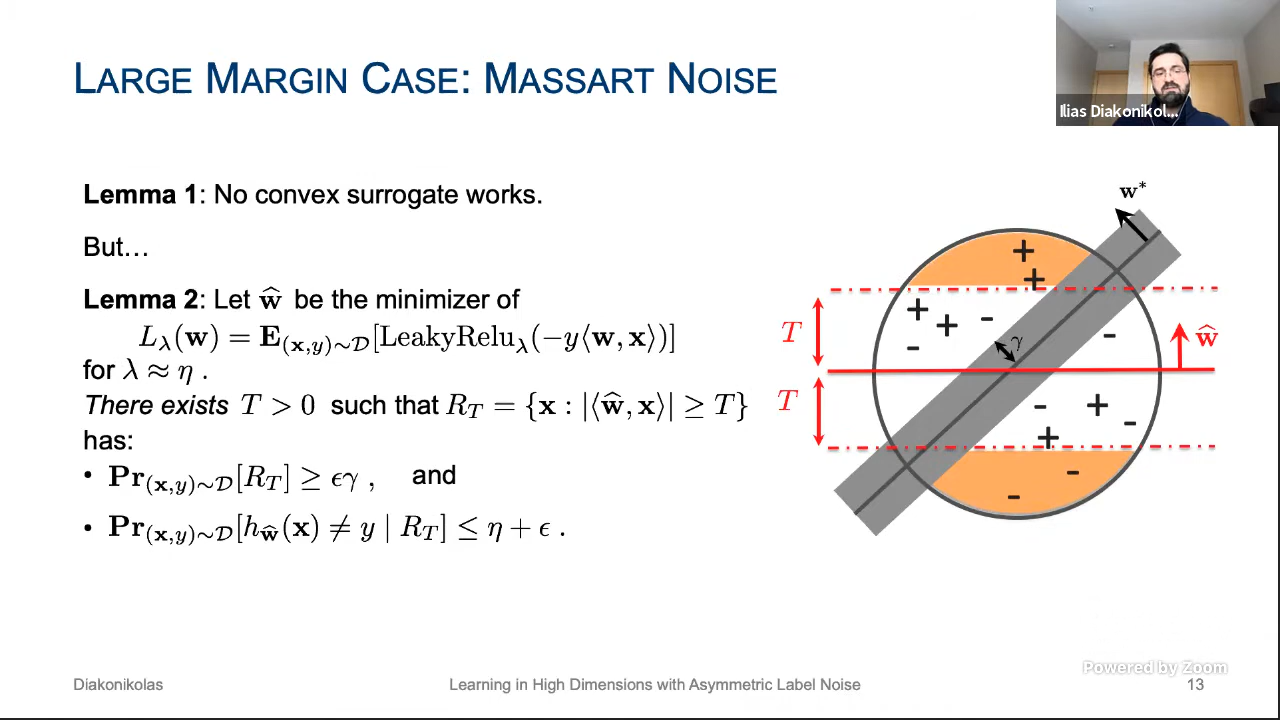 LARGE MARGIN CASE: MASSART NOISE
Ilias Diakonikol...
Lemma 1: No convex surrogate works.
But…
Lemma 2: Let ŵ be the minimizer of
L_λ(w) = E_(x,y)∼𝒟[LeakyRelu_λ(−y⟨w, x⟩)]
for λ ≈ η .
There exists T > 0 such that R_T = {x : |⟨ŵ, x⟩| ≥ T}
has:
• Pr_(x,y)∼𝒟[R_T] ≥ ϵγ , and
• Pr_(x,y)∼𝒟[h_ŵ(x) ≠ y | R_T] ≤ η + ϵ .
w*
+
+
+
+ -
-
-
T
γ
ŵ
T
- +
-
+
-
-
Powered by Zoom
Diakonikolas
Learning in High Dimensions with Asymmetric Label Noise
13